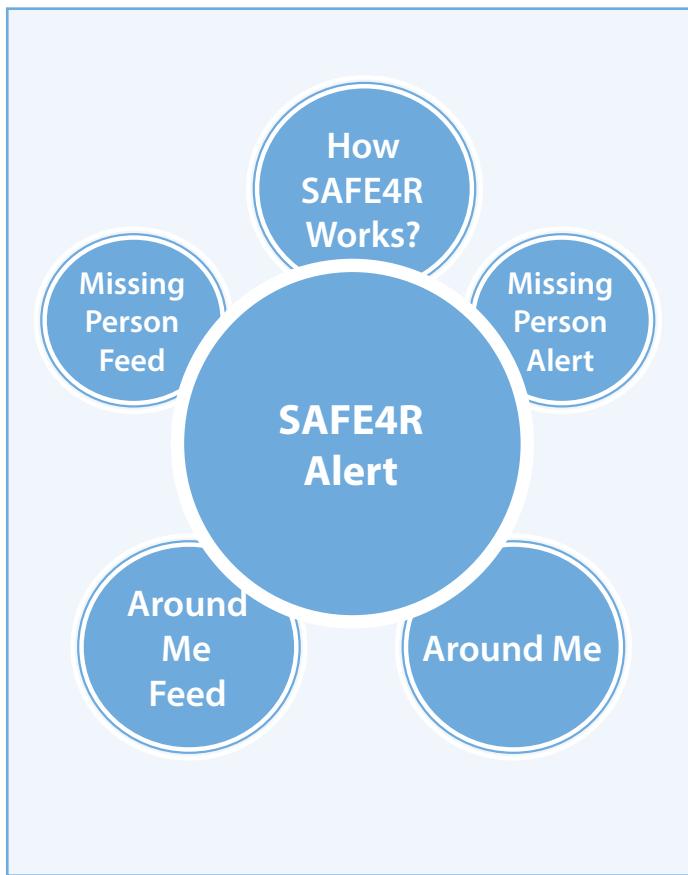 How
SAFE4R
Works?
Missing
Person
Feed
Missing
Person
Alert
SAFE4R
Alert
Around
Me
Feed
Around Me